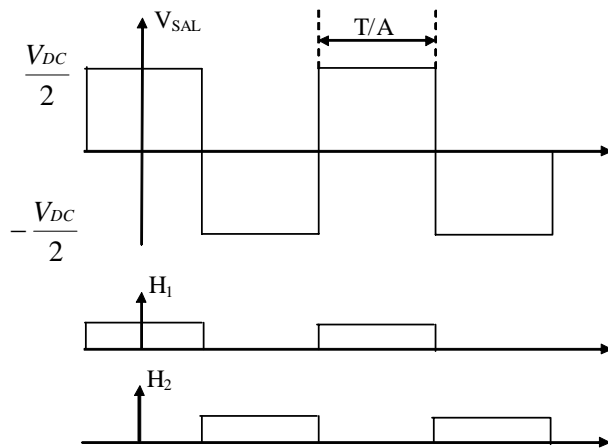 V_SAL
T/A
V_DC/2
-V_DC/2
H_1
H_2